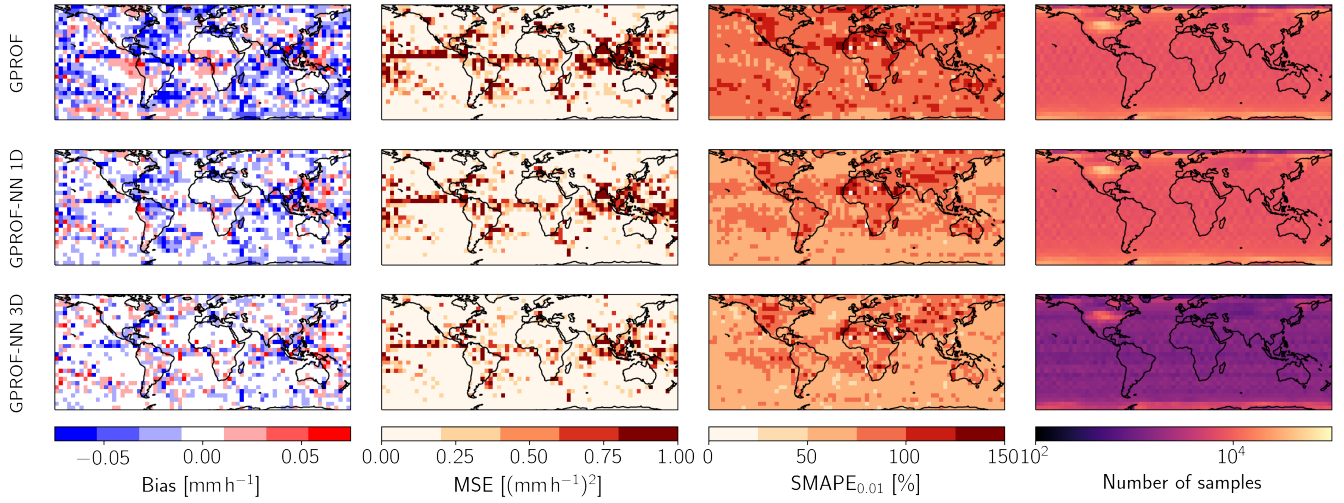 GPROF
GPROF-NN 1D
GPROF-NN 3D
−0.05 0.00 0.05
Bias [mm h⁻¹]
0.00 0.25 0.50 0.75 1.00
MSE [(mm h⁻¹)²]
0 50 100 150
SMAPE₀.₀₁ [%]
10² 10⁴
Number of samples